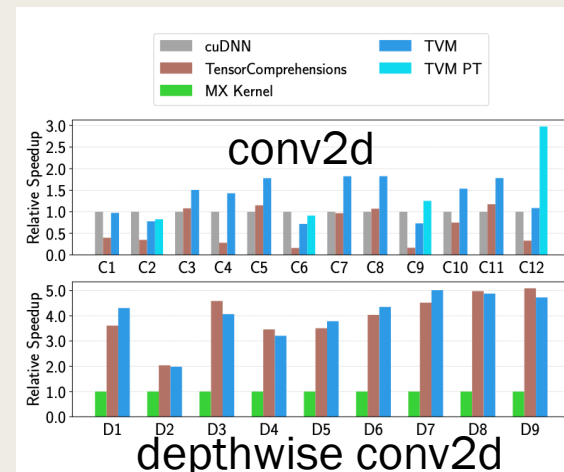 cuDNN
TensorComprehensions
MX Kernel
TVM
TVM PT
conv2d
Relative Speedup
3.0
2.5
2.0
1.5
1.0
0.5
0.0
C1 C2 C3 C4 C5 C6 C7 C8 C9 C10 C11 C12
Relative Speedup
5.0
4.0
3.0
2.0
1.0
0.0
D1 D2 D3 D4 D5 D6 D7 D8 D9
depthwise conv2d